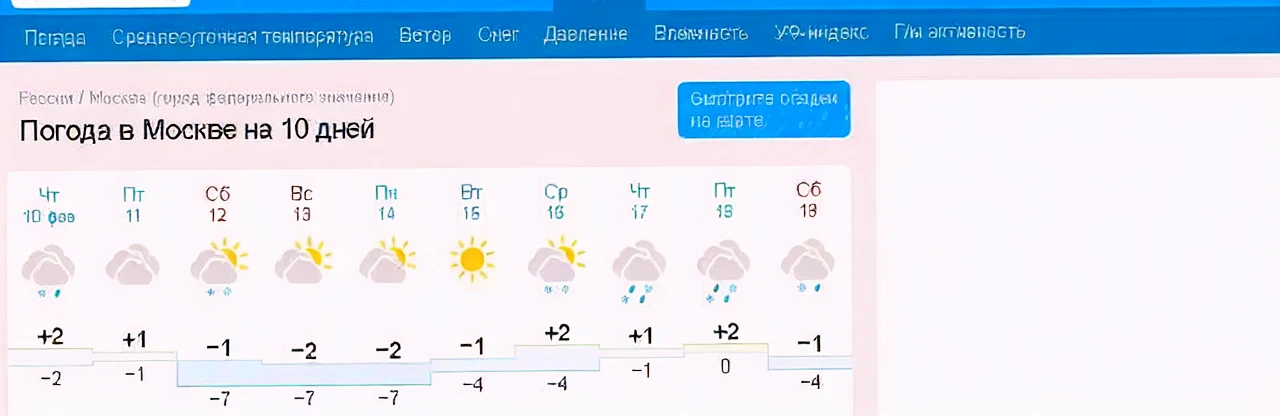 Погода Среднесуточная температура Ветер Снег Давление Влажность УФ-индекс Г/м активность
Россия / Москва (город федерального значения)
Смотрите осадки
на карте
Погода в Москве на 10 дней
Чт Пт Сб Вс Пн Вт Ср Чт Пт Сб
10 фев 11 12 13 14 15 16 17 18 19
+2 +1 −1 −2 −2 −1 +2 +1 +2 −1
−2 −1 −7 −7 −7 −4 −4 −1 0 −4